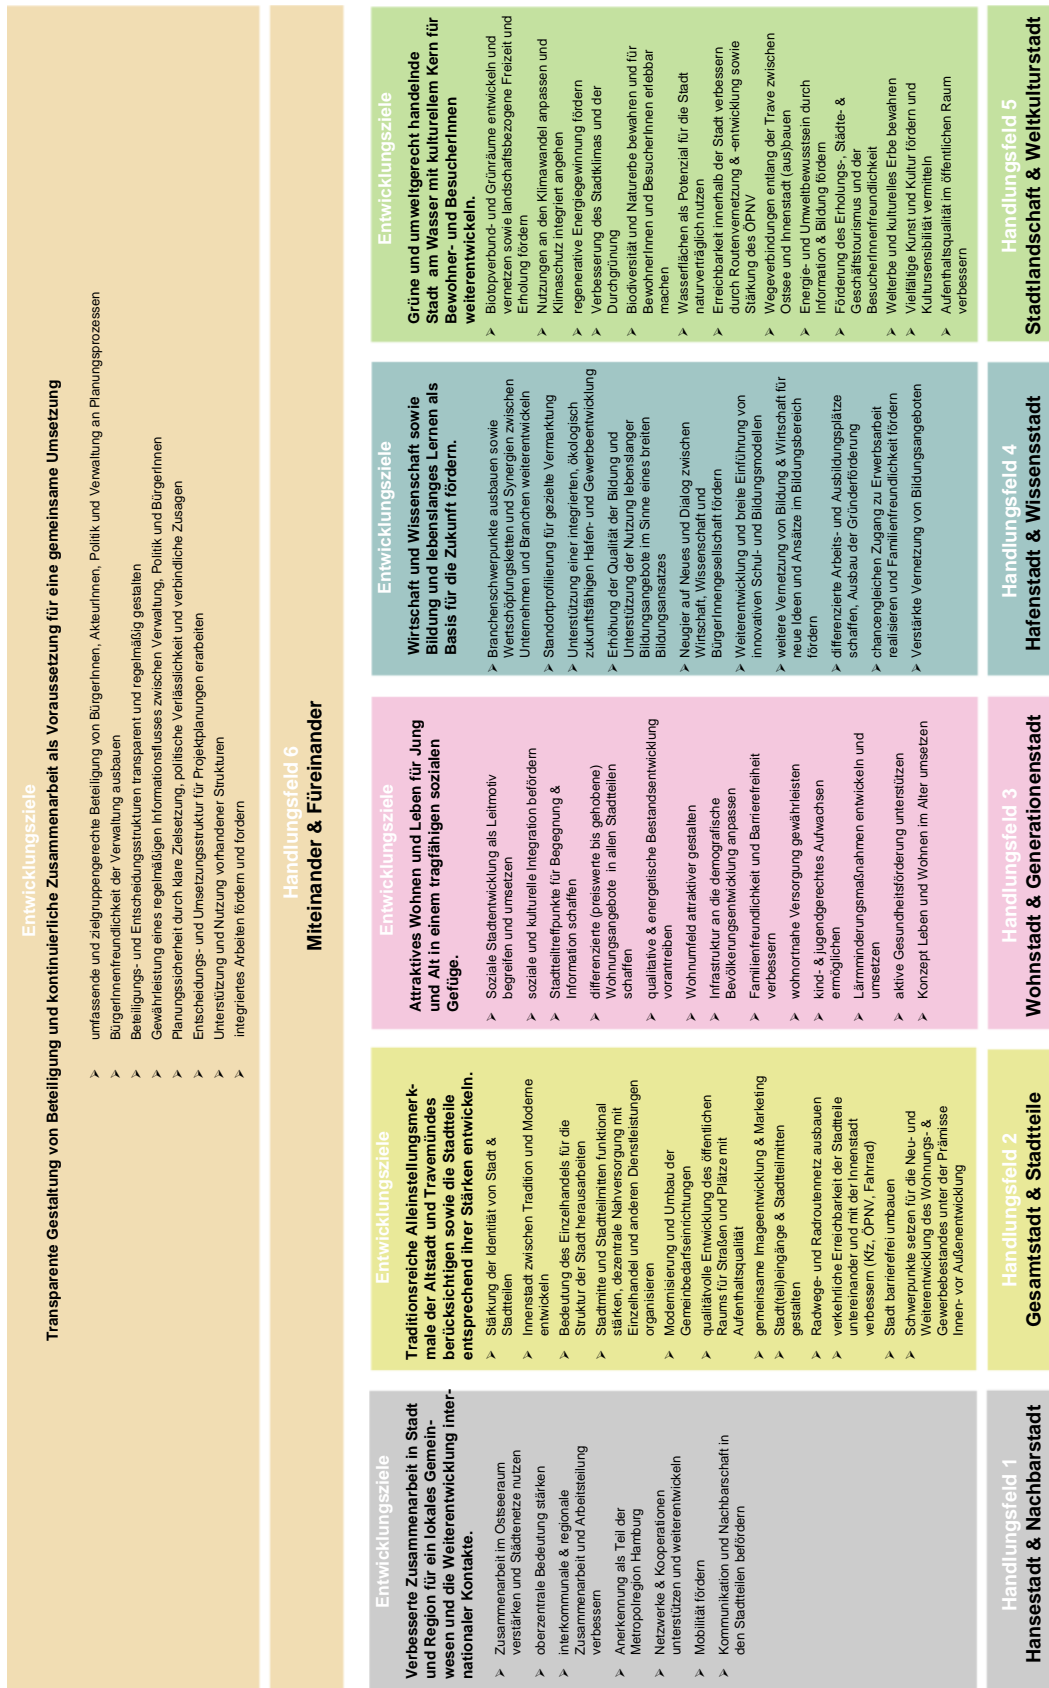 Entwicklungsziele
Transparente Gestaltung von Beteiligung und kontinuierliche Zusammenarbeit als Voraussetzung für eine gemeinsame Umsetzung
➢ umfassende und zielgruppengerechte Beteiligung von BürgerInnen, AkteurInnen, Politik und Verwaltung an Planungsprozessen
➢ BürgerInnenfreundlichkeit der Verwaltung ausbauen
➢ Beteiligungs- und Entscheidungsstrukturen transparent und regelmäßig gestalten
➢ Gewährleistung eines regelmäßigen Informationsflusses zwischen Verwaltung, Politik und BürgerInnen
➢ Planungssicherheit durch klare Zielsetzung, politische Verlässlichkeit und verbindliche Zusagen
➢ Entscheidungs- und Umsetzungsstruktur für Projektplanungen erarbeiten
➢ Unterstützung und Nutzung vorhandener Strukturen
➢ integriertes Arbeiten fördern und fordern
Handlungsfeld 6
Miteinander & Füreinander
Entwicklungsziele
Verbesserte Zusammenarbeit in Stadt
und Region für ein lokales Gemein-
wesen und die Weiterentwicklung inter-
nationaler Kontakte.
➢ Zusammenarbeit im Ostseeraum
verstärken und Städtenetze nutzen
➢ oberzentrale Bedeutung stärken
➢ interkommunale & regionale
Zusammenarbeit und Arbeitsteilung
verbessern
➢ Anerkennung als Teil der
Metropolregion Hamburg
➢ Netzwerke & Kooperationen
unterstützen und weiterentwickeln
➢ Mobilität fördern
➢ Kommunikation und Nachbarschaft in
den Stadtteilen befördern
Handlungsfeld 1
Hansestadt & Nachbarstadt
Entwicklungsziele
Traditionsreiche Alleinstellungsmerk-
male der Altstadt und Travemündes
berücksichtigen sowie die Stadtteile
entsprechend ihrer Stärken entwickeln.
➢ Stärkung der Identität von Stadt &
Stadtteilen
➢ Innenstadt zwischen Tradition und Moderne
entwickeln
➢ Bedeutung des Einzelhandels für die
Struktur der Stadt herausarbeiten
➢ Stadtmitte und Stadtteilmitten funktional
stärken, dezentrale Nahversorgung mit
Einzelhandel und anderen Dienstleistungen
organisieren
➢ Modernisierung und Umbau der
Gemeinbedarfseinrichtungen
➢ qualitätvolle Entwicklung des öffentlichen
Raums für Straßen und Plätze mit
Aufenthaltsqualität
➢ gemeinsame Imageentwicklung & Marketing
➢ Stadt(teil)eingänge & Stadtteilmitten
gestalten
➢ Radwege- und Radroutennetz ausbauen
➢ verkehrliche Erreichbarkeit der Stadtteile
untereinander und mit der Innenstadt
verbessern (Kfz, ÖPNV, Fahrrad)
➢ Stadt barrierefrei umbauen
➢ Schwerpunkte setzen für die Neu- und
Weiterentwicklung des Wohnungs- &
Gewerbebestandes unter der Prämisse
Innen- vor Außenentwicklung
Handlungsfeld 2
Gesamtstadt & Stadtteile
Entwicklungsziele
Attraktives Wohnen und Leben für Jung
und Alt in einem tragfähigen sozialen
Gefüge.
➢ Soziale Stadtentwicklung als Leitmotiv
begreifen und umsetzen
➢ soziale und kulturelle Integration befördern
➢ Stadtteiltreffpunkte für Begegnung &
Information schaffen
➢ differenzierte (preiswerte bis gehobene)
Wohnungsangebote in allen Stadtteilen
schaffen
➢ qualitative & energetische Bestandsentwicklung
vorantreiben
➢ Wohnumfeld attraktiver gestalten
➢ Infrastruktur an die demografische
Bevölkerungsentwicklung anpassen
➢ Familienfreundlichkeit und Barrierefreiheit
verbessern
➢ wohnortnahe Versorgung gewährleisten
➢ kind- & jugendgerechtes Aufwachsen
ermöglichen
➢ Lärmminderungsmaßnahmen entwickeln und
umsetzen
➢ aktive Gesundheitsförderung unterstützen
➢ Konzept Leben und Wohnen im Alter umsetzen
Handlungsfeld 3
Wohnstadt & Generationenstadt
Entwicklungsziele
Wirtschaft und Wissenschaft sowie
Bildung und lebenslanges Lernen als
Basis für die Zukunft fördern.
➢ Branchenschwerpunkte ausbauen sowie
Wertschöpfungsketten und Synergien zwischen
Unternehmen und Branchen weiterentwickeln
➢ Standortprofilierung für gezielte Vermarktung
➢ Unterstützung einer integrierten, ökologisch
zukunftsfähigen Hafen- und Gewerbeentwicklung
➢ Erhöhung der Qualität der Bildung und
Unterstützung der Nutzung lebenslanger
Bildungsangebote im Sinne eines breiten
Bildungsansatzes
➢ Neugier auf Neues und Dialog zwischen
Wirtschaft, Wissenschaft und
BürgerInnengesellschaft fördern
➢ Weiterentwicklung und breite Einführung von
innovativen Schul- und Bildungsmodellen
➢ weitere Vernetzung von Bildung & Wirtschaft für
neue Ideen und Ansätze im Bildungsbereich
fördern
➢ differenzierte Arbeits- und Ausbildungsplätze
schaffen, Ausbau der Gründerförderung
➢ chancengleichen Zugang zu Erwerbsarbeit
realisieren und Familienfreundlichkeit fördern
➢ Verstärkte Vernetzung von Bildungsangeboten
Handlungsfeld 4
Hafenstadt & Wissensstadt
Entwicklungsziele
Grüne und umweltgerecht handelnde
Stadt am Wasser mit kulturellem Kern für
Bewohner- und BesucherInnen
weiterentwickeln.
➢ Biotopverbund- und Grünräume entwickeln und
vernetzen sowie landschaftsbezogene Freizeit und
Erholung fördern
➢ Nutzungen an den Klimawandel anpassen und
Klimaschutz integriert angehen
➢ regenerative Energiegewinnung fördern
➢ Verbesserung des Stadtklimas und der
Durchgrünung
➢ Biodiversität und Naturerbe bewahren und für
BewohnerInnen und BesucherInnen erlebbar
machen
➢ Wasserflächen als Potenzial für die Stadt
naturverträglich nutzen
➢ Erreichbarkeit innerhalb der Stadt verbessern
durch Routenvernetzung & -entwicklung sowie
Stärkung des ÖPNV
➢ Wegeverbindungen entlang der Trave zwischen
Ostsee und Innenstadt (aus)bauen
➢ Energie- und Umweltbewusstsein durch
Information & Bildung fördern
➢ Förderung des Erholungs-, Städte- &
Geschäftstourismus und der
BesucherInnenfreundlichkeit
➢ Welterbe und kulturelles Erbe bewahren
➢ Vielfältige Kunst und Kultur fördern und
Kultursensibilität vermitteln
➢ Aufenthaltsqualität im öffentlichen Raum
verbessern
Handlungsfeld 5
Stadtlandschaft & Weltkulturstadt